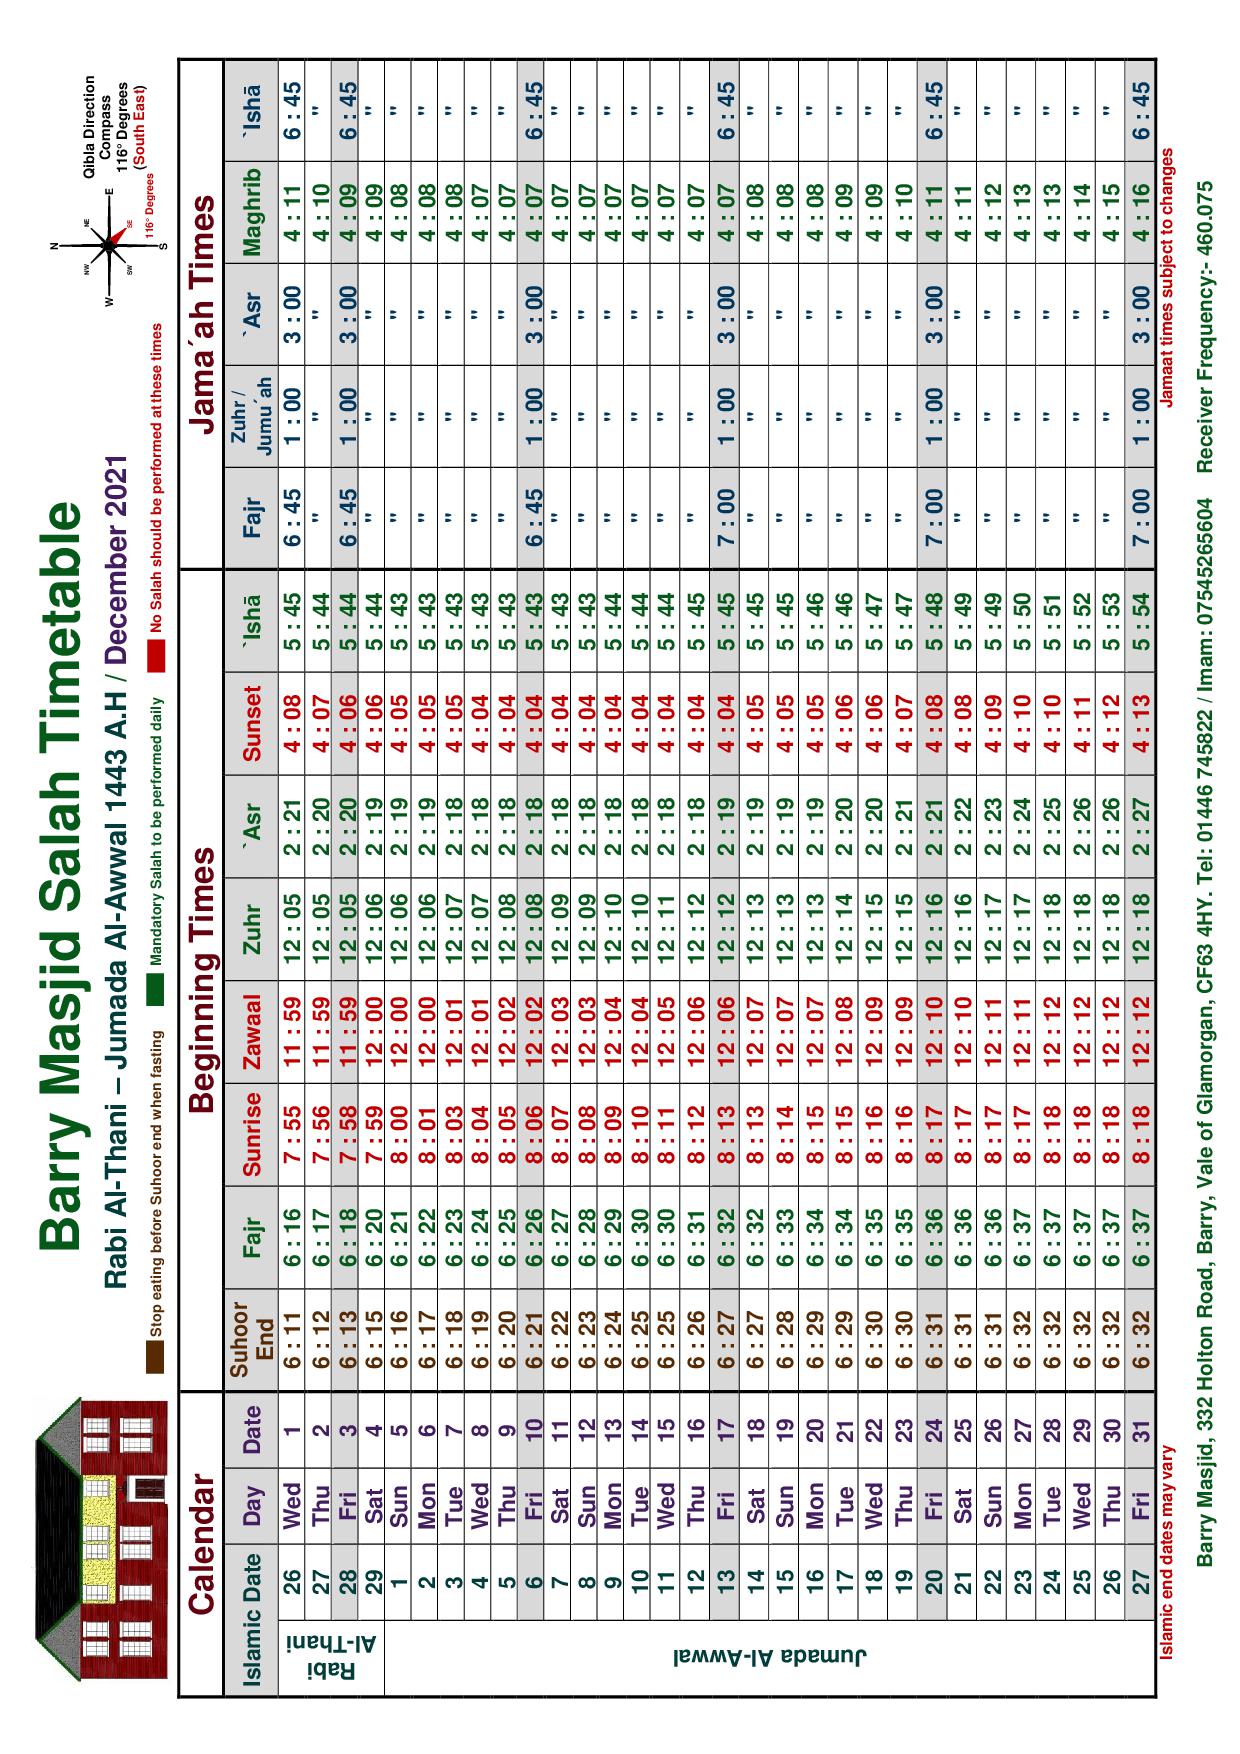 Barry Masjid Salah Timetable
Rabi Al-Thani – Jumada Al-Awwal 1443 A.H / December 2021
Stop eating before Suhoor end when fasting Mandatory Salah to be performed daily No Salah should be performed at these times
N
NW NE
W E
SW SE
S
116° Degrees
Qibla Direction
Compass
116° Degrees
(South East)
Calendar Beginning Times Jama´ah Times
Islamic Date Day Date Suhoor End Fajr Sunrise Zawaal Zuhr `Asr Sunset `Ishā Fajr Zuhr / Jumu´ah `Asr Maghrib `Ishā
Rabi Al-Thani
26 Wed 1 6 : 11 6 : 16 7 : 55 11 : 59 12 : 05 2 : 21 4 : 08 5 : 45 6 : 45 1 : 00 3 : 00 4 : 11 6 : 45
27 Thu 2 6 : 12 6 : 17 7 : 56 11 : 59 12 : 05 2 : 20 4 : 07 5 : 44 " " " 4 : 10 "
28 Fri 3 6 : 13 6 : 18 7 : 58 11 : 59 12 : 05 2 : 20 4 : 06 5 : 44 6 : 45 1 : 00 3 : 00 4 : 09 6 : 45
29 Sat 4 6 : 15 6 : 20 7 : 59 12 : 00 12 : 06 2 : 19 4 : 06 5 : 44 " " " 4 : 09 "
Jumada Al-Awwal
1 Sun 5 6 : 16 6 : 21 8 : 00 12 : 00 12 : 06 2 : 19 4 : 05 5 : 43 " " " 4 : 08 "
2 Mon 6 6 : 17 6 : 22 8 : 01 12 : 00 12 : 06 2 : 19 4 : 05 5 : 43 " " " 4 : 08 "
3 Tue 7 6 : 18 6 : 23 8 : 03 12 : 01 12 : 07 2 : 18 4 : 05 5 : 43 " " " 4 : 08 "
4 Wed 8 6 : 19 6 : 24 8 : 04 12 : 01 12 : 07 2 : 18 4 : 04 5 : 43 " " " 4 : 07 "
5 Thu 9 6 : 20 6 : 25 8 : 05 12 : 02 12 : 08 2 : 18 4 : 04 5 : 43 " " " 4 : 07 "
6 Fri 10 6 : 21 6 : 26 8 : 06 12 : 02 12 : 08 2 : 18 4 : 04 5 : 43 6 : 45 1 : 00 3 : 00 4 : 07 6 : 45
7 Sat 11 6 : 22 6 : 27 8 : 07 12 : 03 12 : 09 2 : 18 4 : 04 5 : 43 " " " 4 : 07 "
8 Sun 12 6 : 23 6 : 28 8 : 08 12 : 03 12 : 09 2 : 18 4 : 04 5 : 43 " " " 4 : 07 "
9 Mon 13 6 : 24 6 : 29 8 : 09 12 : 04 12 : 10 2 : 18 4 : 04 5 : 44 " " " 4 : 07 "
10 Tue 14 6 : 25 6 : 30 8 : 10 12 : 04 12 : 10 2 : 18 4 : 04 5 : 44 " " " 4 : 07 "
11 Wed 15 6 : 25 6 : 30 8 : 11 12 : 05 12 : 11 2 : 18 4 : 04 5 : 44 " " " 4 : 07 "
12 Thu 16 6 : 26 6 : 31 8 : 12 12 : 06 12 : 12 2 : 18 4 : 04 5 : 45 " " " 4 : 07 "
13 Fri 17 6 : 27 6 : 32 8 : 13 12 : 06 12 : 12 2 : 19 4 : 04 5 : 45 7 : 00 1 : 00 3 : 00 4 : 07 6 : 45
14 Sat 18 6 : 27 6 : 32 8 : 13 12 : 07 12 : 13 2 : 19 4 : 05 5 : 45 " " " 4 : 08 "
15 Sun 19 6 : 28 6 : 33 8 : 14 12 : 07 12 : 13 2 : 19 4 : 05 5 : 45 " " " 4 : 08 "
16 Mon 20 6 : 29 6 : 34 8 : 15 12 : 07 12 : 13 2 : 19 4 : 05 5 : 46 " " " 4 : 08 "
17 Tue 21 6 : 29 6 : 34 8 : 15 12 : 08 12 : 14 2 : 20 4 : 06 5 : 46 " " " 4 : 09 "
18 Wed 22 6 : 30 6 : 35 8 : 16 12 : 09 12 : 15 2 : 20 4 : 06 5 : 47 " " " 4 : 09 "
19 Thu 23 6 : 30 6 : 35 8 : 16 12 : 09 12 : 15 2 : 21 4 : 07 5 : 47 " " " 4 : 10 "
20 Fri 24 6 : 31 6 : 36 8 : 17 12 : 10 12 : 16 2 : 21 4 : 08 5 : 48 7 : 00 1 : 00 3 : 00 4 : 11 6 : 45
21 Sat 25 6 : 31 6 : 36 8 : 17 12 : 10 12 : 16 2 : 22 4 : 08 5 : 49 " " " 4 : 11 "
22 Sun 26 6 : 31 6 : 36 8 : 17 12 : 11 12 : 17 2 : 23 4 : 09 5 : 49 " " " 4 : 12 "
23 Mon 27 6 : 32 6 : 37 8 : 17 12 : 11 12 : 17 2 : 24 4 : 10 5 : 50 " " " 4 : 13 "
24 Tue 28 6 : 32 6 : 37 8 : 18 12 : 12 12 : 18 2 : 25 4 : 10 5 : 51 " " " 4 : 13 "
25 Wed 29 6 : 32 6 : 37 8 : 18 12 : 12 12 : 18 2 : 26 4 : 11 5 : 52 " " " 4 : 14 "
26 Thu 30 6 : 32 6 : 37 8 : 18 12 : 12 12 : 18 2 : 26 4 : 12 5 : 53 " " " 4 : 15 "
27 Fri 31 6 : 32 6 : 37 8 : 18 12 : 12 12 : 18 2 : 27 4 : 13 5 : 54 7 : 00 1 : 00 3 : 00 4 : 16 6 : 45
Islamic end dates may vary Jamaat times subject to changes
Barry Masjid, 332 Holton Road, Barry, Vale of Glamorgan, CF63 4HY. Tel: 01446 745822 / Imam: 07545265604 Receiver Frequency:- 460.075